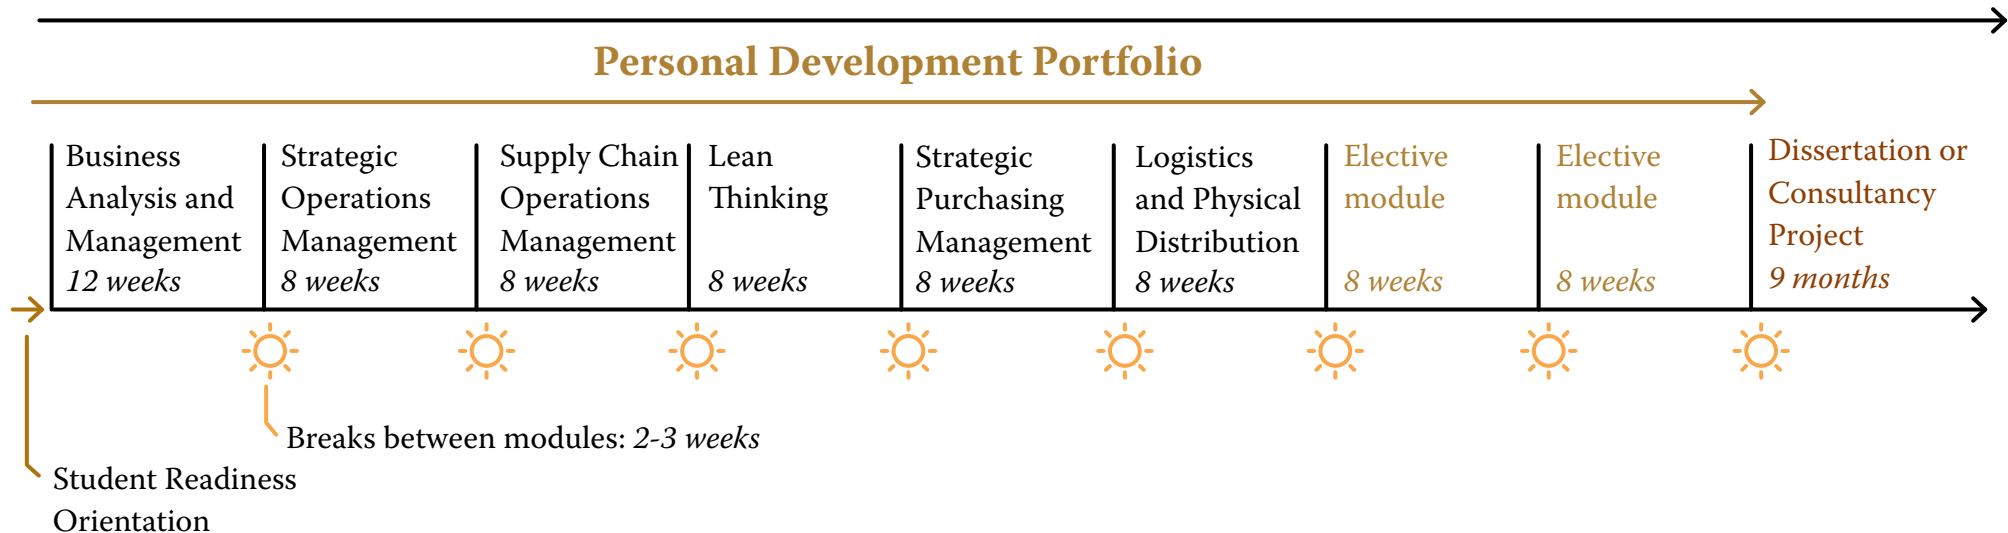 Personal Development Portfolio
Business
Analysis and
Management
12 weeks
Strategic
Operations
Management
8 weeks
Supply Chain
Operations
Management
8 weeks
Lean
Thinking
8 weeks
Strategic
Purchasing
Management
8 weeks
Logistics
and Physical
Distribution
8 weeks
Elective
module
8 weeks
Elective
module
8 weeks
Dissertation or
Consultancy
Project
9 months
Breaks between modules: 2-3 weeks
Student Readiness
Orientation